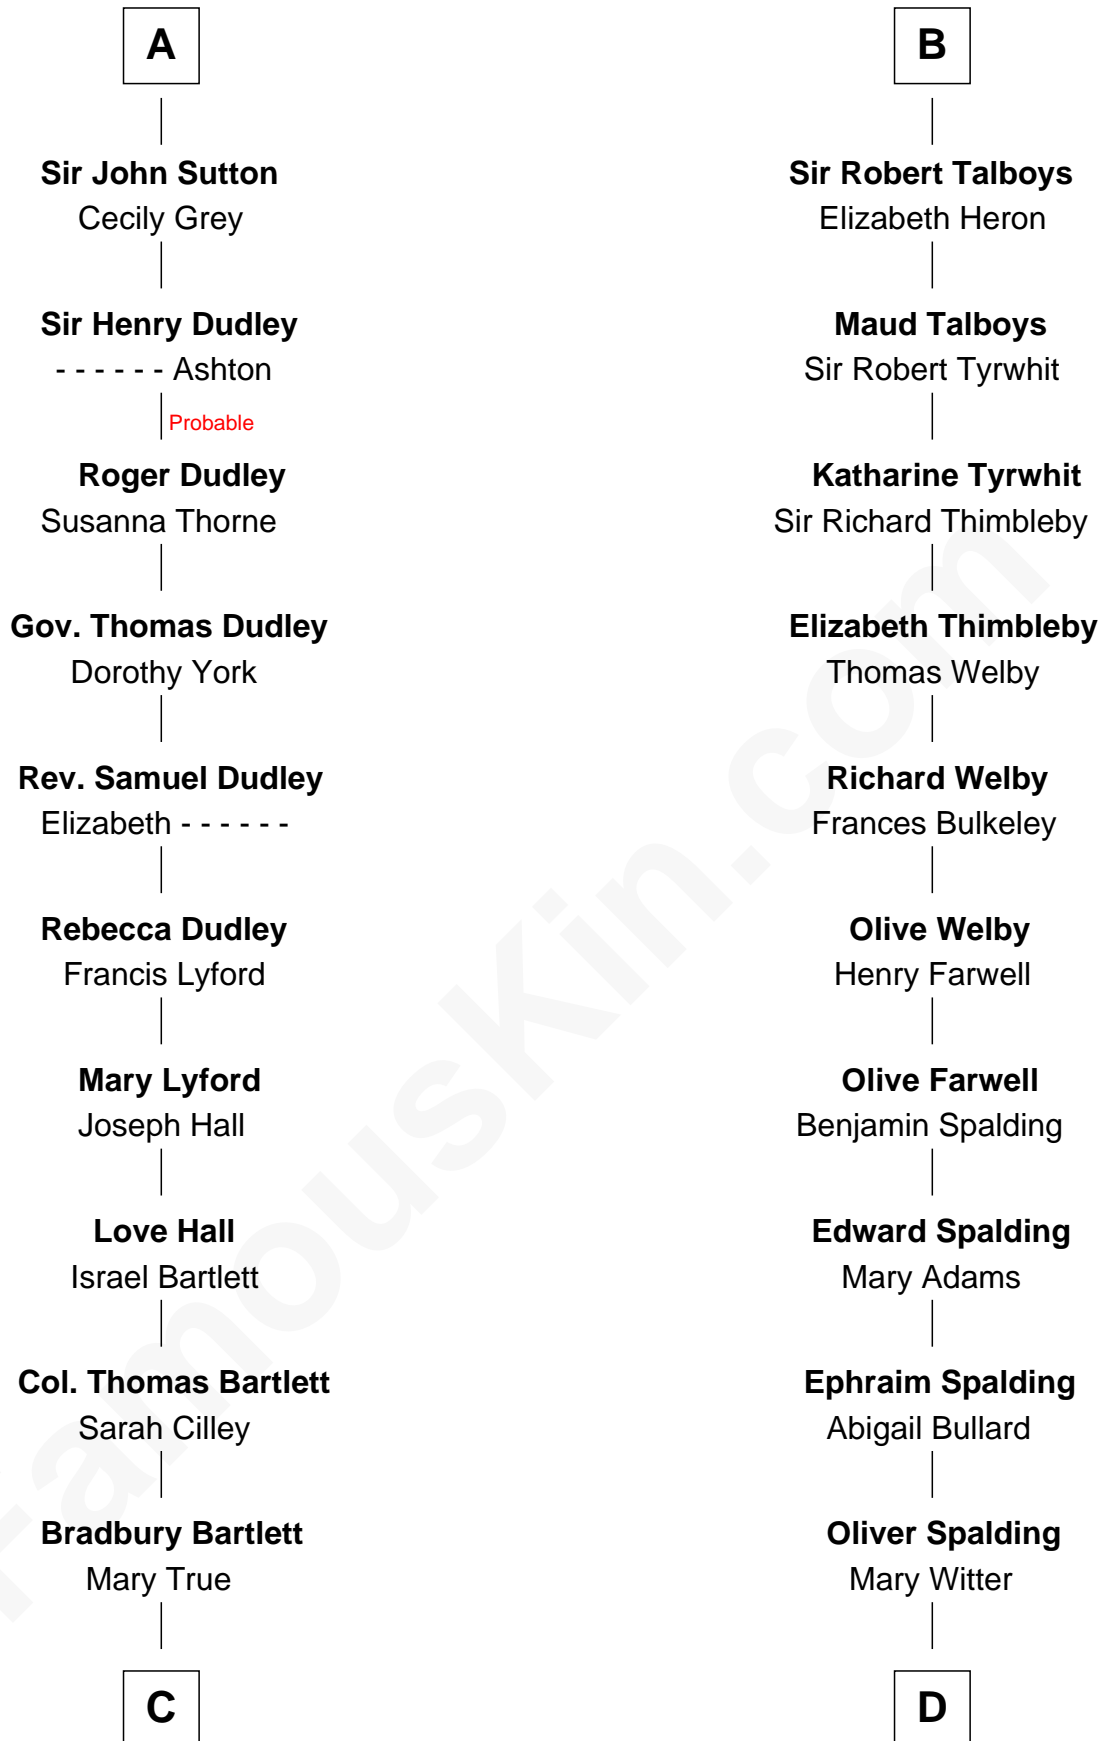 A
Sir John Sutton
Cecily Grey
Sir Henry Dudley
- - - - - - Ashton
Probable
Roger Dudley
Susanna Thorne
Gov. Thomas Dudley
Dorothy York
Rev. Samuel Dudley
Elizabeth - - - - - -
Rebecca Dudley
Francis Lyford
Mary Lyford
Joseph Hall
Love Hall
Israel Bartlett
Col. Thomas Bartlett
Sarah Cilley
Bradbury Bartlett
Mary True
C
B
Sir Robert Talboys
Elizabeth Heron
Maud Talboys
Sir Robert Tyrwhit
Katharine Tyrwhit
Sir Richard Thimbleby
Elizabeth Thimbleby
Thomas Welby
Richard Welby
Frances Bulkeley
Olive Welby
Henry Farwell
Olive Farwell
Benjamin Spalding
Edward Spalding
Mary Adams
Ephraim Spalding
Abigail Bullard
Oliver Spalding
Mary Witter
D
FamousKin.com